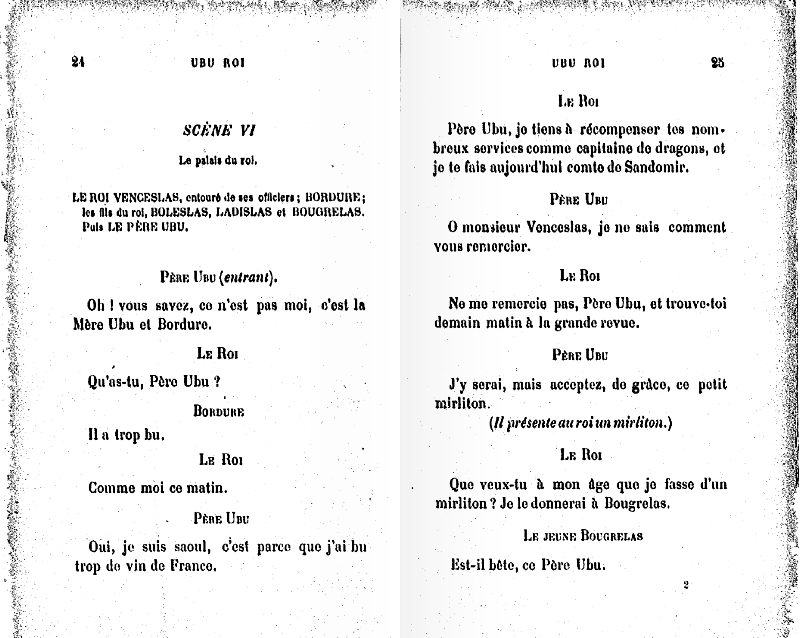 24
UBU ROI
SCÈNE VI
Le palais du roi.
LE ROI VENCESLAS, entouré de ses officiers ; BORDURE ;
les fils du roi, BOLESLAS, LADISLAS et BOUGRELAS.
Puis LE PÈRE UBU.
PÈRE UBU (entrant).
Oh ! vous savez, ce n'est pas moi, c'est la
Mère Ubu et Bordure.
LE ROI
Qu'as-tu, Père Ubu ?
BORDURE
Il a trop bu.
LE ROI
Comme moi ce matin.
PÈRE UBU
Oui, je suis saoul, c'est parce que j'ai bu
trop de vin de France.
UBU ROI
25
LE ROI
Père Ubu, je tiens à récompenser tes nom-
breux services comme capitaine de dragons, et
je te fais aujourd'hui comte de Sandomir.
PÈRE UBU
O monsieur Venceslas, je ne sais comment
vous remercier.
LE ROI
Ne me remercie pas, Père Ubu, et trouve-toi
demain matin à la grande revue.
PÈRE UBU
J'y serai, mais acceptez, de grâce, ce petit
mirliton.
(Il présente au roi un mirliton.)
LE ROI
Que veux-tu à mon âge que je fasse d'un
mirliton ? Je le donnerai à Bougrelas.
LE JEUNE BOUGRELAS
Est-il bête, ce Père Ubu.
2